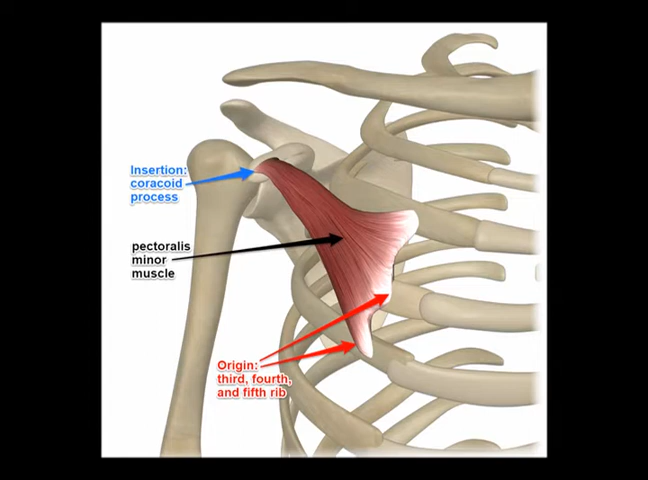 Insertion:
coracoid
process
pectoralis
minor
muscle
Origin:
third, fourth,
and fifth rib